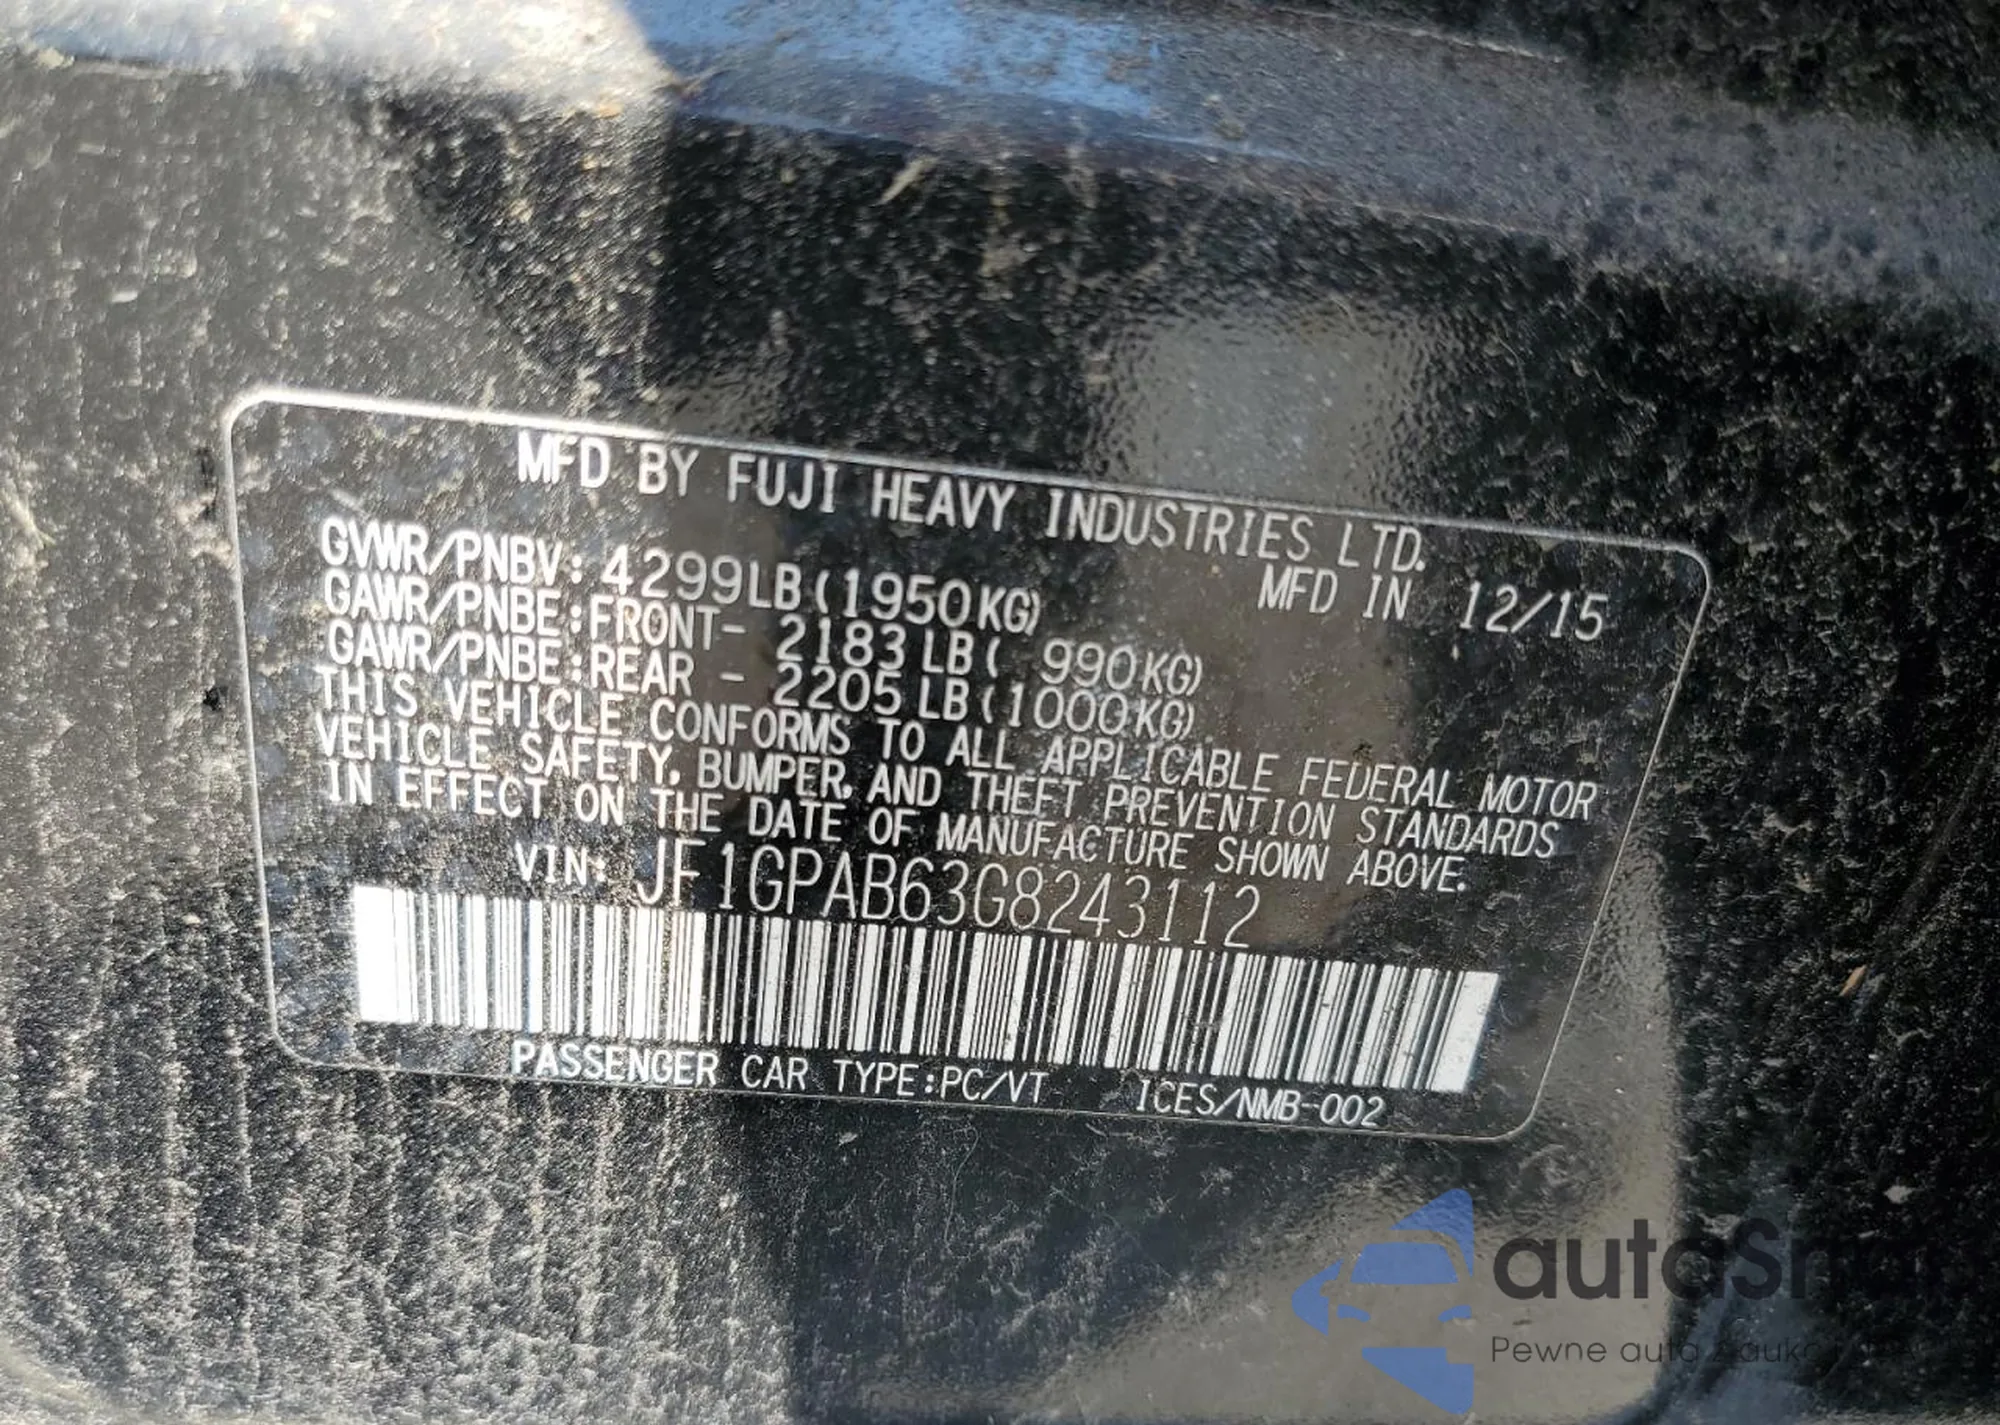 MFD BY FUJI HEAVY INDUSTRIES LTD.
GVWR/PNBV: 4299LB(1950KG) MFD IN 12/15
GAWR/PNBE:FRONT- 2183LB( 990KG)
GAWR/PNBE:REAR - 2205LB(1000KG)
THIS VEHICLE CONFORMS TO ALL APPLICABLE FEDERAL MOTOR
VEHICLE SAFETY, BUMPER, AND THEFT PREVENTION STANDARDS
IN EFFECT ON THE DATE OF MANUFACTURE SHOWN ABOVE.
VIN: JF1GPAB63G8243112
PASSENGER CAR TYPE:PC/VT ICES/NMB-002
Pewne auta